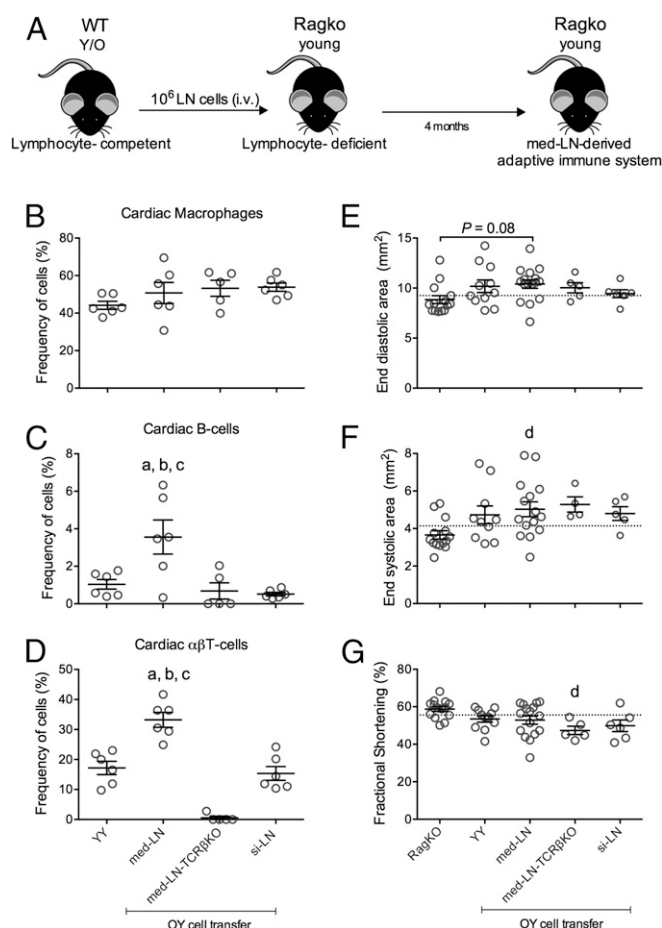 A
WT
Y/O
Ragko
young
Ragko
young
10⁶ LN cells (i.v.)
4 months
Lymphocyte- competent
Lymphocyte- deficient
med-LN-derived
adaptive immune system
B
Cardiac Macrophages
Frequency of cells (%)
80
60
40
20
0
C
Cardiac B-cells
Frequency of cells (%)
8
6
4
2
0
a, b, c
D
Cardiac αβT-cells
Frequency of cells (%)
50
40
30
20
10
0
a, b, c
YY
med-LN
med-LN-TCRβKO
si-LN
OY cell transfer
E
End diastolic area (mm²)
15
10
5
0
P = 0.08
F
End systolic area (mm²)
8
6
4
2
0
d
G
Fractional Shortening (%)
80
60
40
20
0
d
RagKO
YY
med-LN
med-LN-TCRβKO
si-LN
OY cell transfer